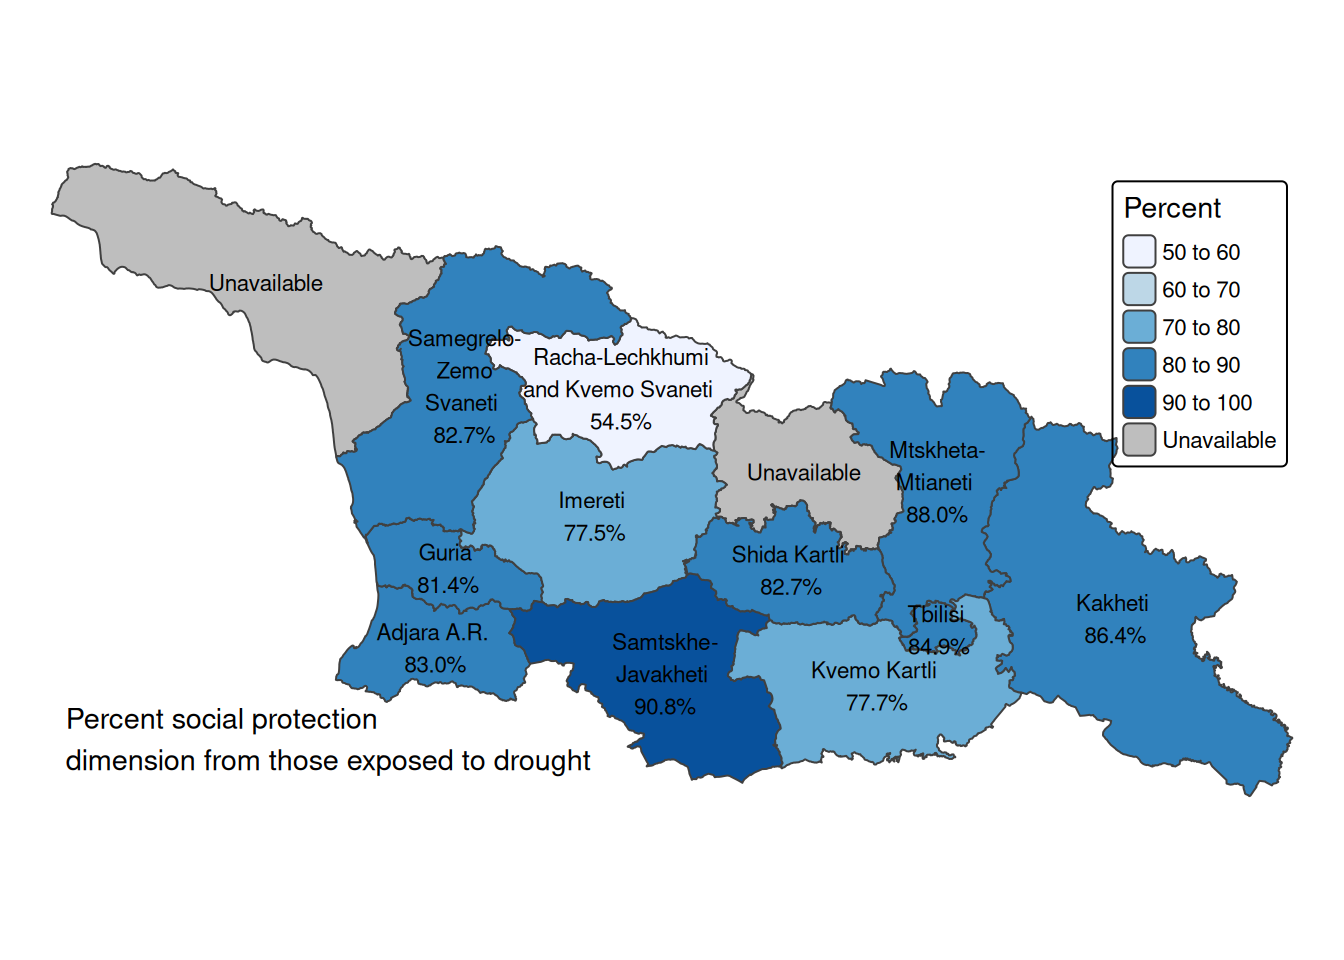 Unavailable
Samegrelo-
Zemo
Svaneti
82.7%
Racha-Lechkhumi
and Kvemo Svaneti
54.5%
Unavailable
Mtskheta-
Mtianeti
88.0%
Imereti
77.5%
Guria
81.4%
Shida Kartli
82.7%
Adjara A.R.
83.0%
Samtskhe-
Javakheti
90.8%
Tbilisi
84.9%
Kvemo Kartli
77.7%
Kakheti
86.4%
Percent
50 to 60
60 to 70
70 to 80
80 to 90
90 to 100
Unavailable
Percent social protection
dimension from those exposed to drought